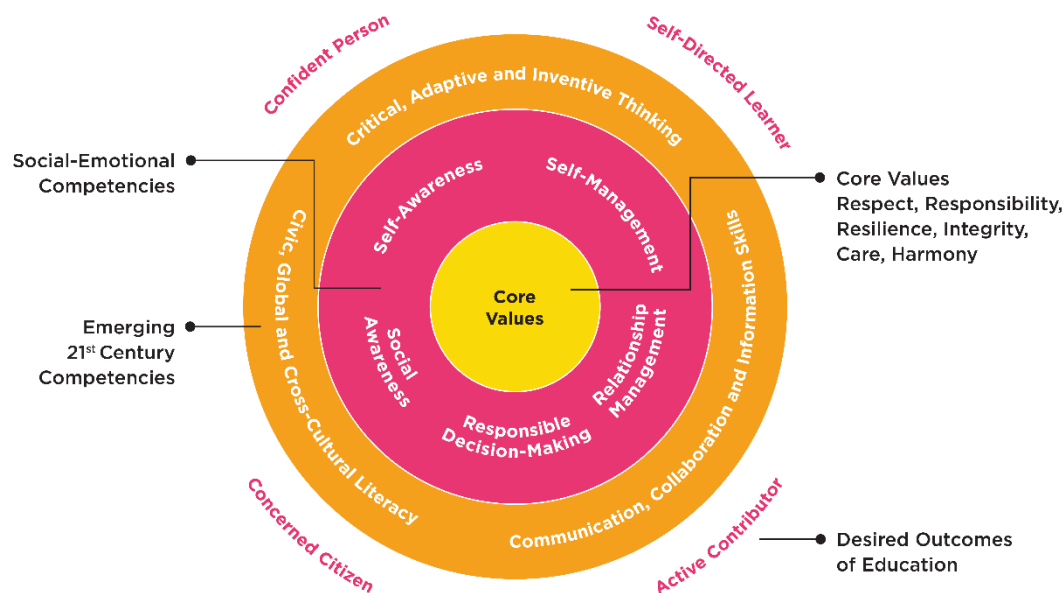 Confident Person
Self-Directed Learner
Critical, Adaptive and Inventive Thinking
Social-Emotional
Competencies
Self-Awareness
Self-Management
Core Values
Respect, Responsibility,
Resilience, Integrity,
Care, Harmony
Civic, Global and Cross-Cultural Literacy
Communication, Collaboration and Information Skills
Core
Values
Emerging
21st Century
Competencies
Social
Awareness
Relationship
Management
Responsible
Decision-Making
Concerned Citizen
Active Contributor
Desired Outcomes
of Education